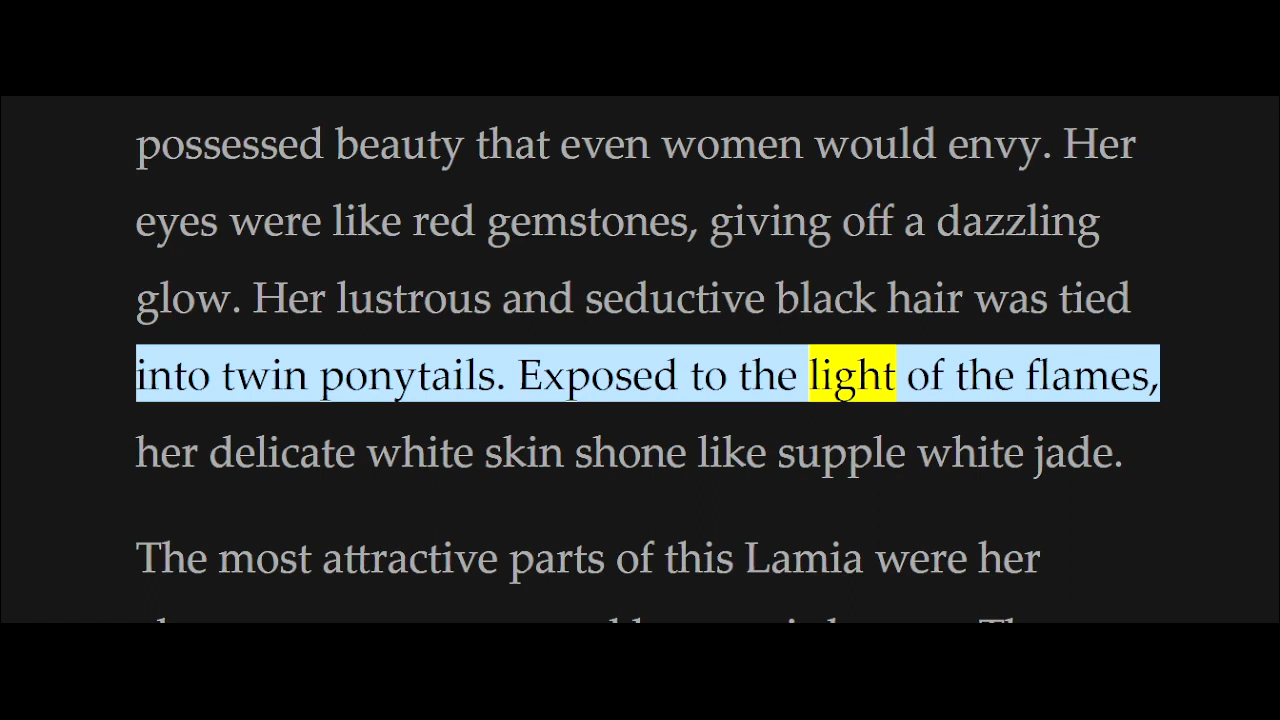 possessed beauty that even women would envy. Her
eyes were like red gemstones, giving off a dazzling
glow. Her lustrous and seductive black hair was tied
into twin ponytails. Exposed to the light of the flames,
her delicate white skin shone like supple white jade.
The most attractive parts of this Lamia were her